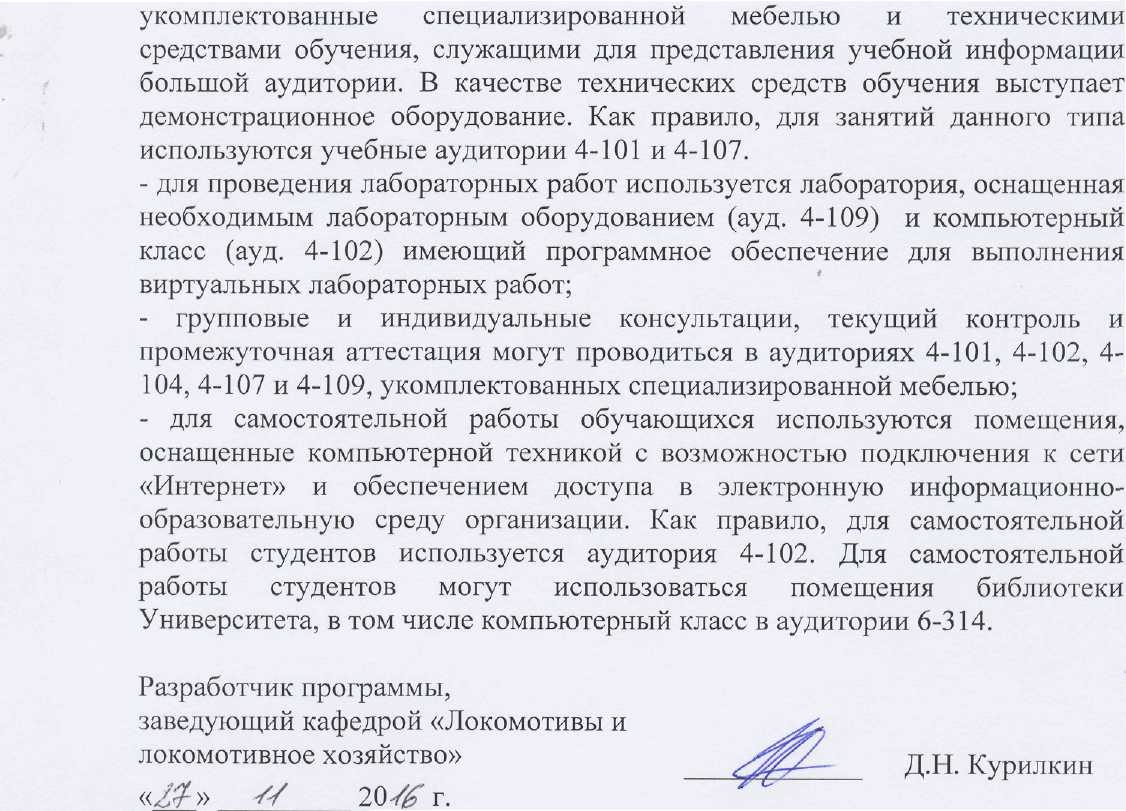 укомплектованные специализированной мебелью и техническими
средствами обучения, служащими для представления учебной информации
большой аудитории. В качестве технических средств обучения выступает
демонстрационное оборудование. Как правило, для занятий данного типа
используются учебные аудитории 4-101 и 4-107.
- для проведения лабораторных работ используется лаборатория, оснащенная
необходимым лабораторным оборудованием (ауд. 4-109) и компьютерный
класс (ауд. 4-102) имеющий программное обеспечение для выполнения
виртуальных лабораторных работ;
- групповые и индивидуальные консультации, текущий контроль и
промежуточная аттестация могут проводиться в аудиториях 4-101, 4-102, 4-
104, 4-107 и 4-109, укомплектованных специализированной мебелью;
- для самостоятельной работы обучающихся используются помещения,
оснащенные компьютерной техникой с возможностью подключения к сети
«Интернет» и обеспечением доступа в электронную информационно-
образовательную среду организации. Как правило, для самостоятельной
работы студентов используется аудитория 4-102. Для самостоятельной
работы студентов могут использоваться помещения библиотеки
Университета, в том числе компьютерный класс в аудитории 6-314.
Разработчик программы,
заведующий кафедрой «Локомотивы и
локомотивное хозяйство» ____________ Д.Н. Курилкин
«27» 11 2016 г.